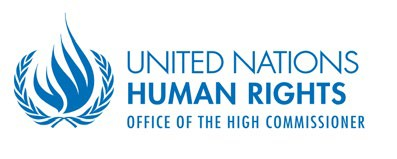 UNITED NATIONS
HUMAN RIGHTS
OFFICE OF THE HIGH COMMISSIONER